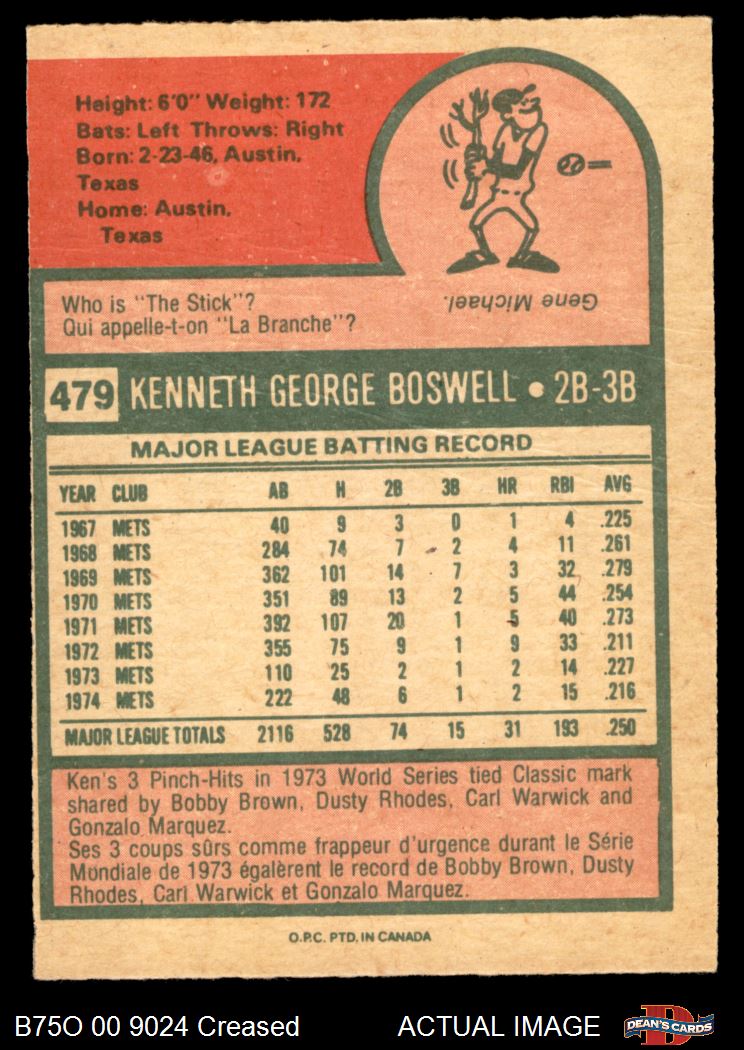 Height: 6'0" Weight: 172
Bats: Left Throws: Right
Born: 2-23-46, Austin,
Texas
Home: Austin,
Texas
Who is "The Stick"?
Qui appelle-t-on "La Branche"?
Gene Michael.
479 KENNETH GEORGE BOSWELL • 2B-3B
MAJOR LEAGUE BATTING RECORD
YEAR CLUB AB H 2B 3B HR RBI AVG
1967 METS 40 9 3 0 1 4 .225
1968 METS 284 74 7 2 4 11 .261
1969 METS 362 101 14 7 3 32 .279
1970 METS 351 89 13 2 5 44 .254
1971 METS 392 107 20 1 5 40 .273
1972 METS 355 75 9 1 9 33 .211
1973 METS 110 25 2 1 2 14 .227
1974 METS 222 48 6 1 2 15 .216
MAJOR LEAGUE TOTALS 2116 528 74 15 31 193 .250
Ken's 3 Pinch-Hits in 1973 World Series tied Classic mark
shared by Bobby Brown, Dusty Rhodes, Carl Warwick and
Gonzalo Marquez.
Ses 3 coups sûrs comme frappeur d'urgence durant le Série
Mondiale de 1973 égalèrent le record de Bobby Brown, Dusty
Rhodes, Carl Warwick et Gonzalo Marquez.
O.P.C. PTD. IN CANADA
B75O 00 9024 Creased ACTUAL IMAGE
D
DEAN'S CARDS